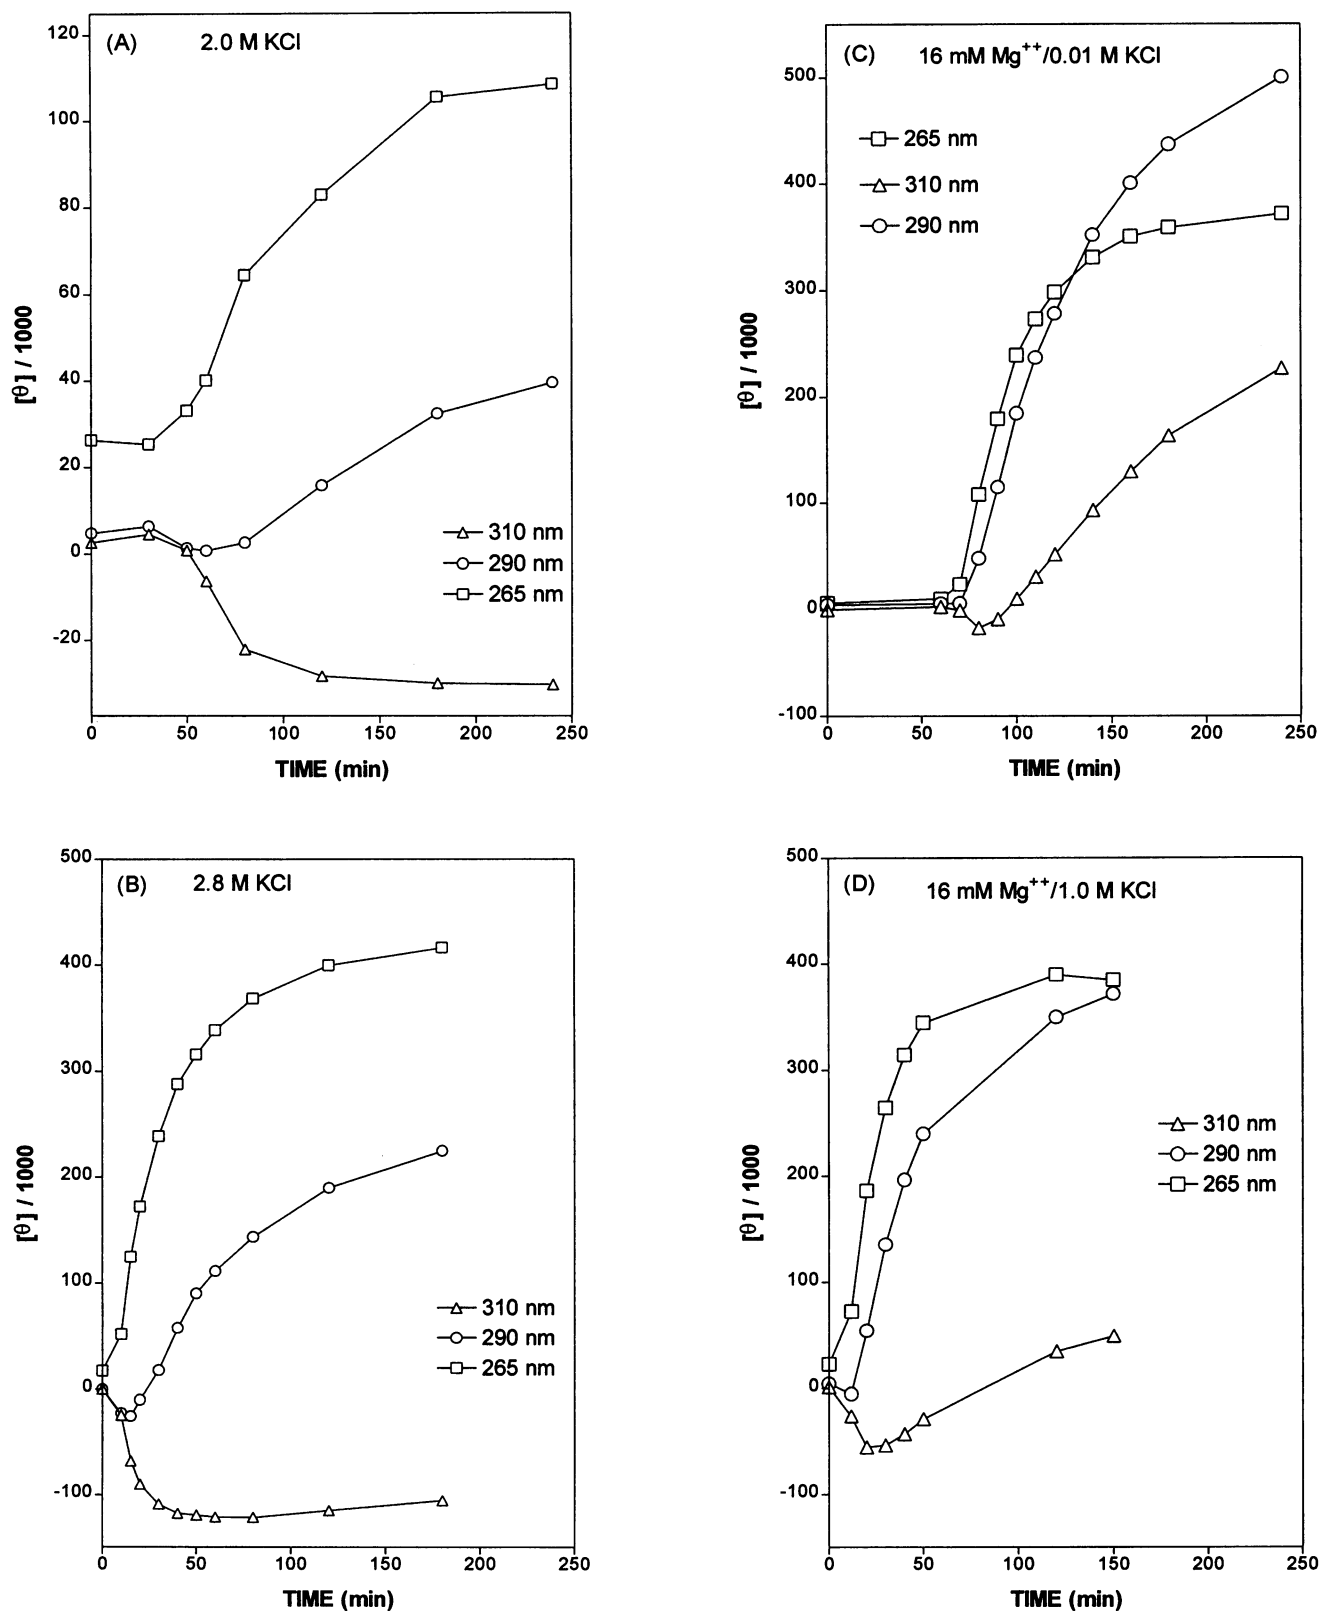 (A) 2.0 M KCl
120
100
80
60
40
20
0
-20
[θ] / 1000
310 nm
290 nm
265 nm
0 50 100 150 200 250
TIME (min)
(C) 16 mM Mg++/0.01 M KCl
500
400
300
200
100
0
-100
[θ] / 1000
265 nm
310 nm
290 nm
0 50 100 150 200 250
TIME (min)
(B) 2.8 M KCl
500
400
300
200
100
0
-100
[θ] / 1000
310 nm
290 nm
265 nm
0 50 100 150 200 250
TIME (min)
(D) 16 mM Mg++/1.0 M KCl
500
400
300
200
100
0
-100
[θ] / 1000
310 nm
290 nm
265 nm
0 50 100 150 200 250
TIME (min)